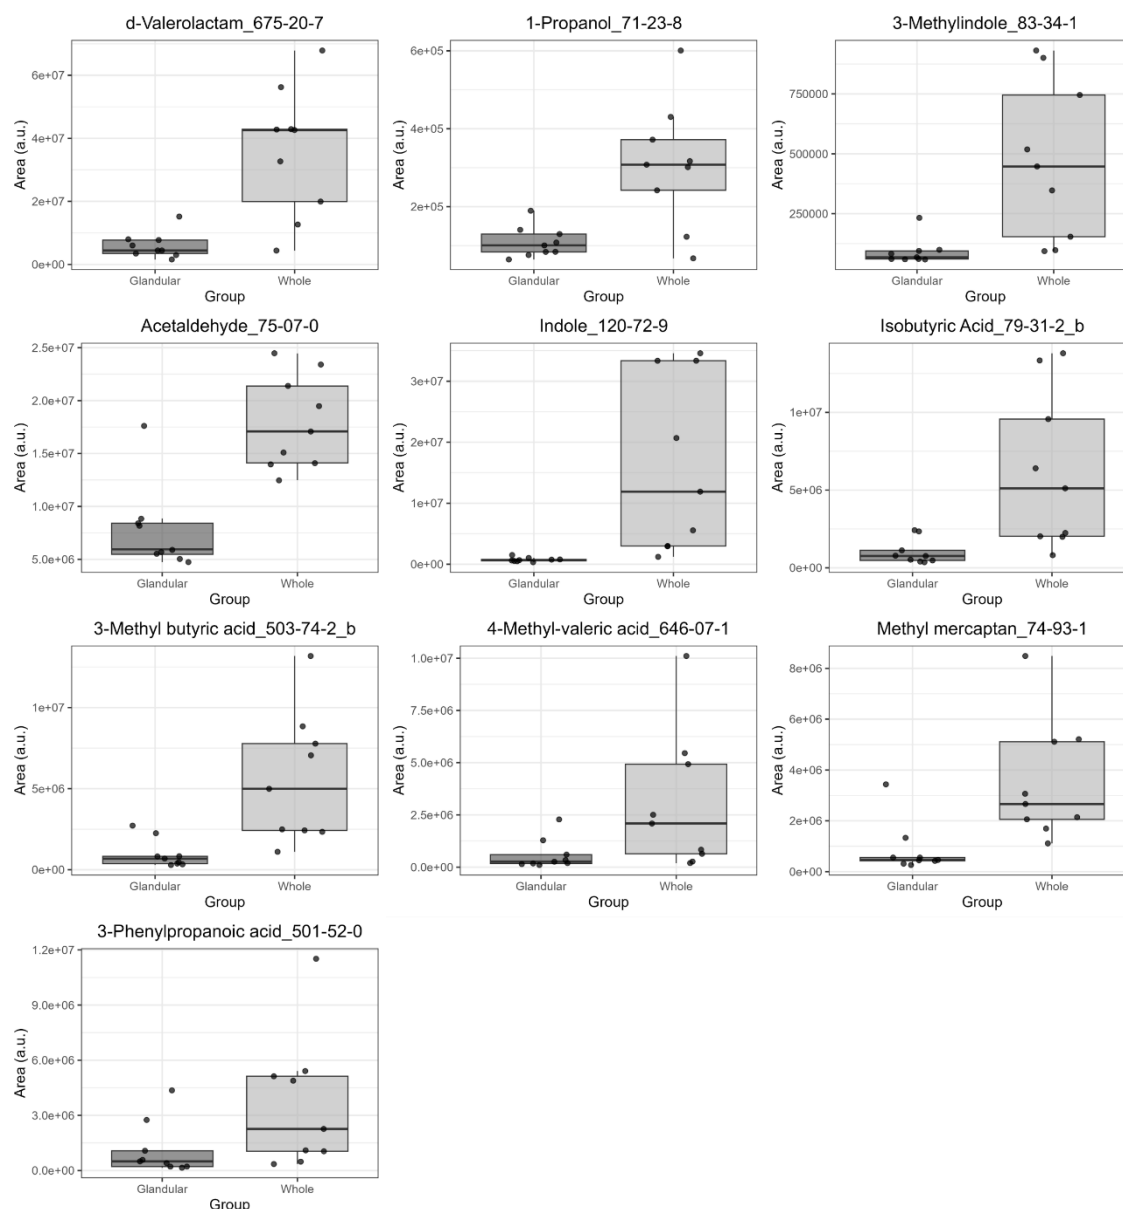 d-Valerolactam_675-20-7
Area (a.u.)
6e+07
4e+07
2e+07
0e+00
Glandular
Whole
Group
1-Propanol_71-23-8
Area (a.u.)
6e+05
4e+05
2e+05
Glandular
Whole
Group
3-Methylindole_83-34-1
Area (a.u.)
750000
500000
250000
Glandular
Whole
Group
Acetaldehyde_75-07-0
Area (a.u.)
2.5e+07
2.0e+07
1.5e+07
1.0e+07
5.0e+06
Glandular
Whole
Group
Indole_120-72-9
Area (a.u.)
3e+07
2e+07
1e+07
0e+00
Glandular
Whole
Group
Isobutyric Acid_79-31-2_b
Area (a.u.)
1e+07
5e+06
0e+00
Glandular
Whole
Group
3-Methyl butyric acid_503-74-2_b
Area (a.u.)
1e+07
5e+06
0e+00
Glandular
Whole
Group
4-Methyl-valeric acid_646-07-1
Area (a.u.)
1.0e+07
7.5e+06
5.0e+06
2.5e+06
0.0e+00
Glandular
Whole
Group
Methyl mercaptan_74-93-1
Area (a.u.)
8e+06
6e+06
4e+06
2e+06
0e+00
Glandular
Whole
Group
3-Phenylpropanoic acid_501-52-0
Area (a.u.)
1.2e+07
9.0e+06
6.0e+06
3.0e+06
0.0e+00
Glandular
Whole
Group